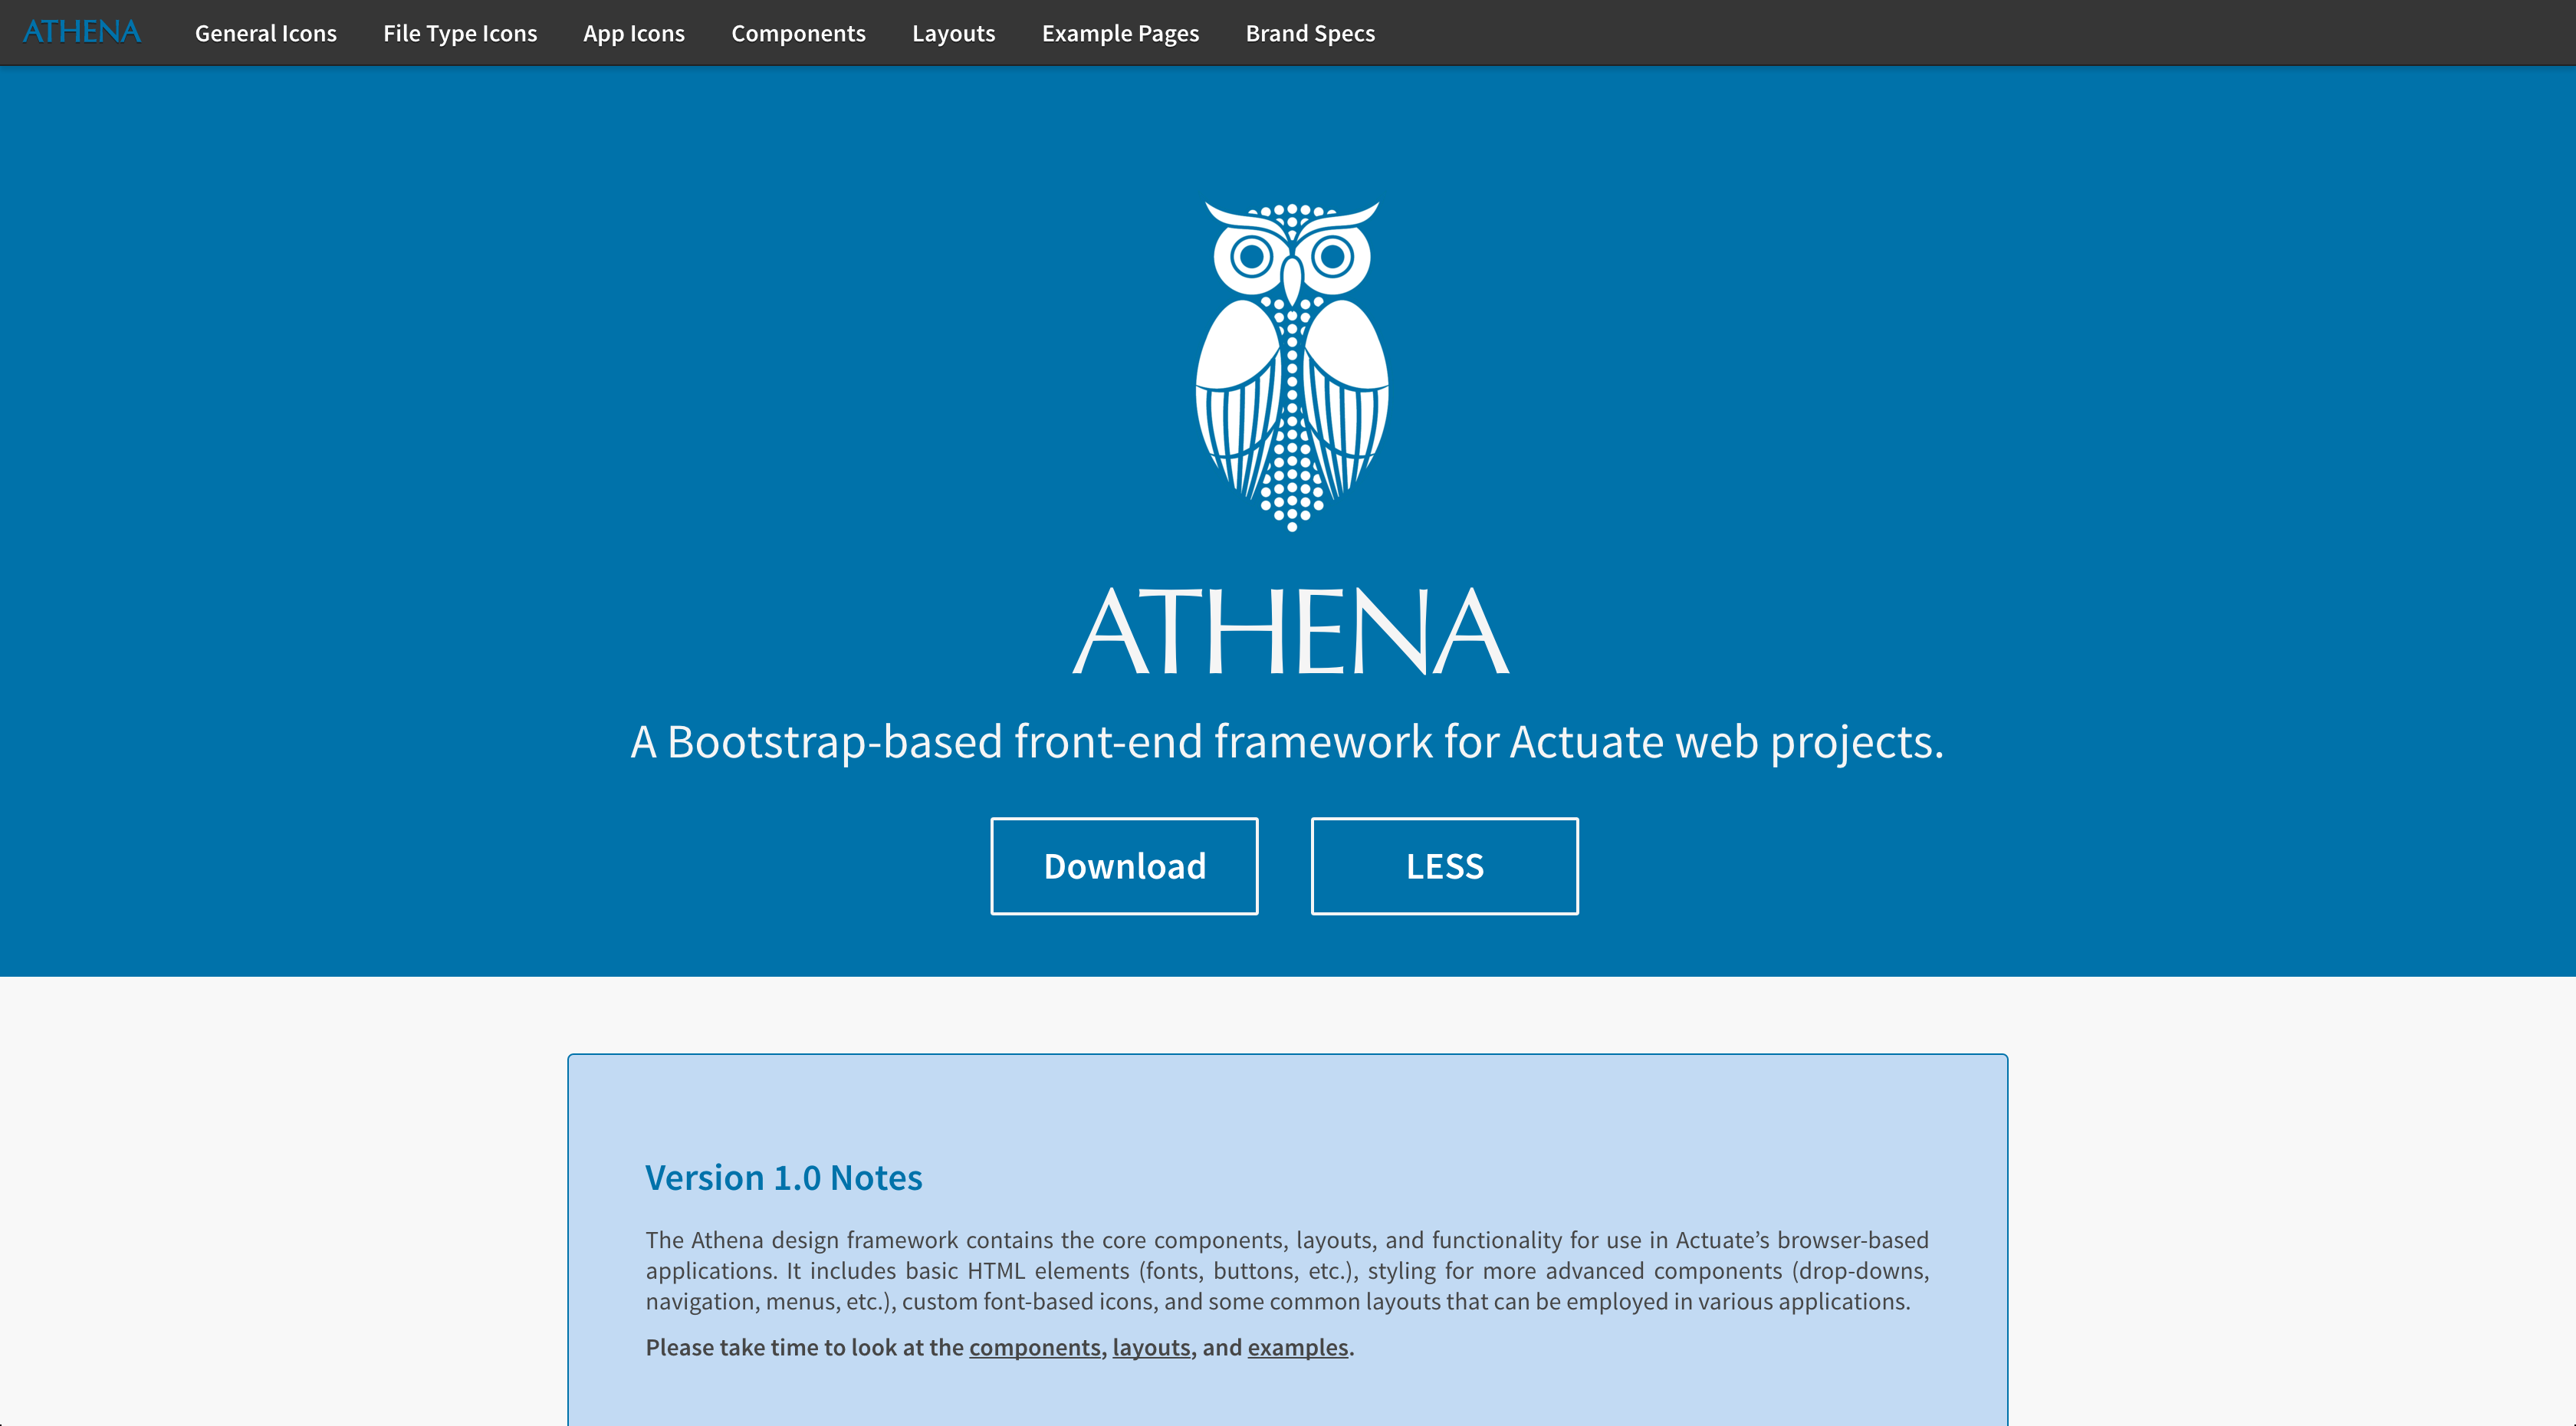 ATHENA General Icons File Type Icons App Icons Components Layouts Example Pages Brand Specs
ATHENA
A Bootstrap-based front-end framework for Actuate web projects.
Download LESS
Version 1.0 Notes
The Athena design framework contains the core components, layouts, and functionality for use in Actuate’s browser-based
applications. It includes basic HTML elements (fonts, buttons, etc.), styling for more advanced components (drop-downs,
navigation, menus, etc.), custom font-based icons, and some common layouts that can be employed in various applications.
Please take time to look at the components, layouts, and examples.